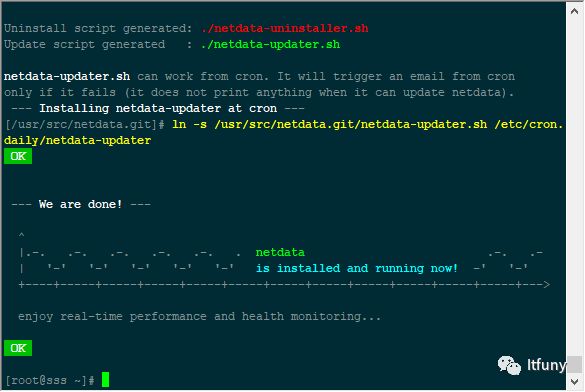 Uninstall script generated: ./netdata-uninstaller.sh
Update script generated   : ./netdata-updater.sh
netdata-updater.sh can work from cron. It will trigger an email from cron
only if it fails (it does not print anything when it can update netdata).
--- Installing netdata-updater at cron ---
[/usr/src/netdata.git]# ln -s /usr/src/netdata.git/netdata-updater.sh /etc/cron.
daily/netdata-updater
OK
--- We are done! ---
^
|.-.   .-.   .-.   .-.   .-.   .  netdata                          .-.   .-
|   '-'   '-'   '-'   '-'   '-'   is installed and running now!  -'   '-'
+----+-----+-----+-----+-----+-----+-----+-----+-----+-----+-----+-----+--->
enjoy real-time performance and health monitoring...
OK
[root@sss ~]#
Itfuny